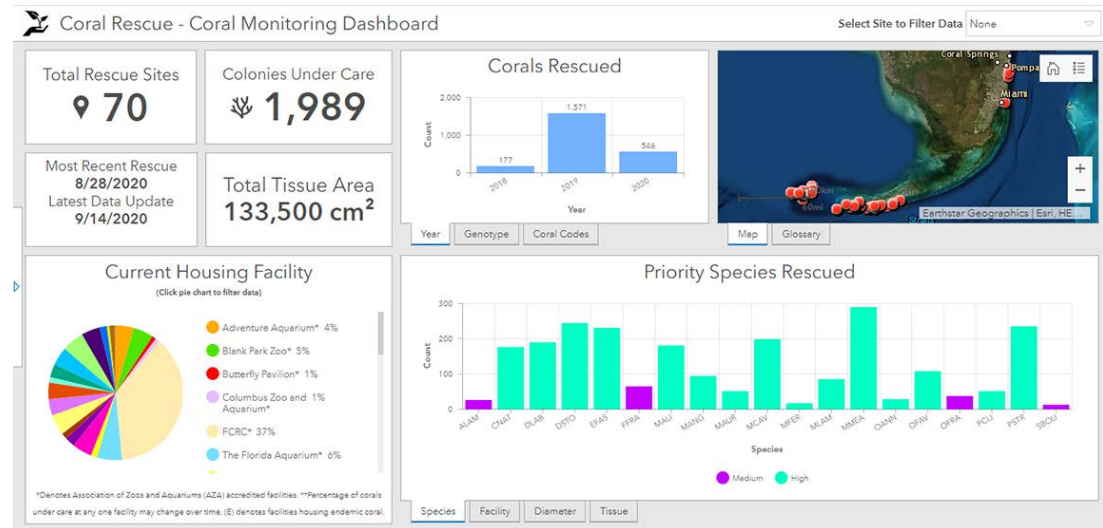 Coral Rescue - Coral Monitoring Dashboard
Select Site to Filter Data None
Total Rescue Sites
70
Colonies Under Care
1,989
Most Recent Rescue
8/28/2020
Latest Data Update
9/14/2020
Total Tissue Area
133,500 cm²
Corals Rescued
2,000
1,000
0
Count
177
1,571
546
2018
2019
2020
Year
Year Genotype Coral Codes
Coral Springs
Miami
60mi
Earthstar Geographics | Esri, HE...
+
−
Map Glossary
Current Housing Facility
(Click pie chart to filter data)
Adventure Aquarium* 4%
Blank Park Zoo* 5%
Butterfly Pavilion* 1%
Columbus Zoo and 1%
Aquarium*
FCRC* 37%
The Florida Aquarium* 6%
*Denotes Association of Zoos and Aquariums (AZA) accredited facilities. **Percentage of corals
under care at any one facility may change over time. (E) denotes facilities housing endemic coral.
Priority Species Rescued
300
200
100
0
Count
ALAM CNAT DLAB DSTO EFAS FFRA MALI MANG MAUR MCAV MFER MLAM MMEA OANN OFAV OFRA PCLI PSTR SBOU
Species
Medium High
Species Facility Diameter Tissue